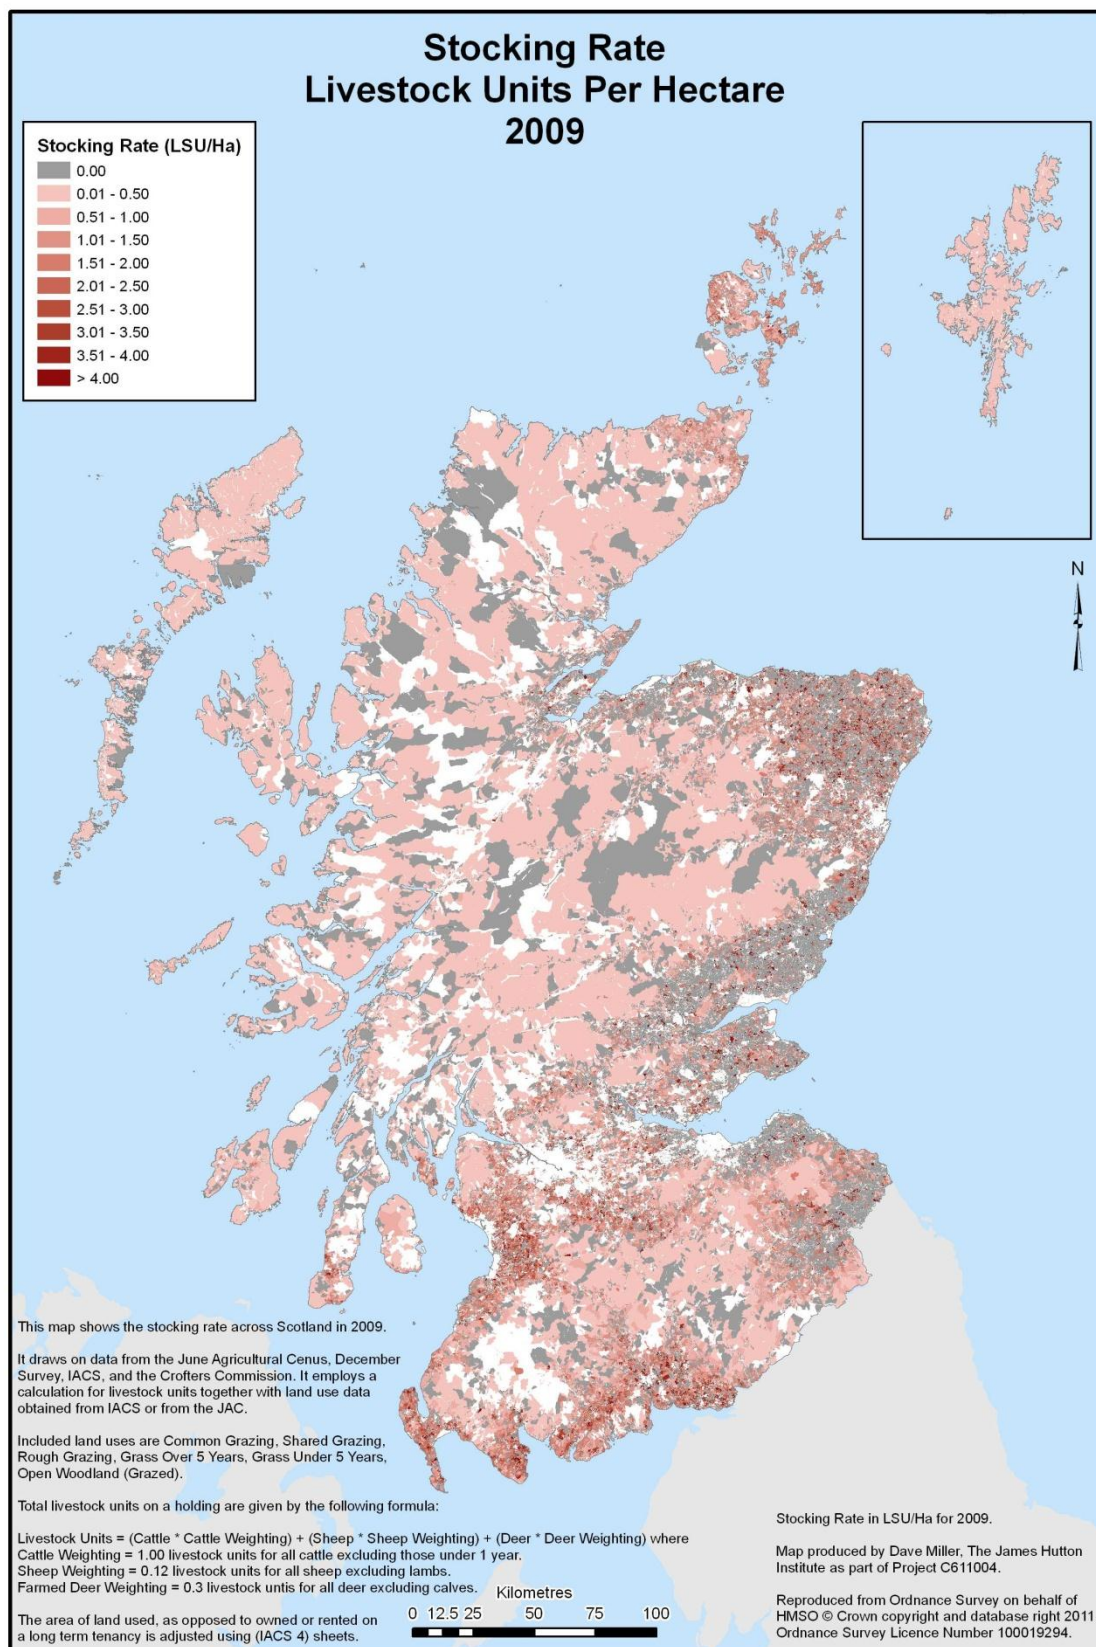 Stocking Rate
Livestock Units Per Hectare
2009
Stocking Rate (LSU/Ha)
0.00
0.01 - 0.50
0.51 - 1.00
1.01 - 1.50
1.51 - 2.00
2.01 - 2.50
2.51 - 3.00
3.01 - 3.50
3.51 - 4.00
> 4.00
N
This map shows the stocking rate across Scotland in 2009.
It draws on data from the June Agricultural Cenus, December
Survey, IACS, and the Crofters Commission. It employs a
calculation for livestock units together with land use data
obtained from IACS or from the JAC.
Included land uses are Common Grazing, Shared Grazing,
Rough Grazing, Grass Over 5 Years, Grass Under 5 Years,
Open Woodland (Grazed).
Total livestock units on a holding are given by the following formula:
Livestock Units = (Cattle * Cattle Weighting) + (Sheep * Sheep Weighting) + (Deer * Deer Weighting) where
Cattle Weighting = 1.00 livestock units for all cattle excluding those under 1 year.
Sheep Weighting = 0.12 livestock units for all sheep excluding lambs.
Farmed Deer Weighting = 0.3 livestock untis for all deer excluding calves.
The area of land used, as opposed to owned or rented on
a long term tenancy is adjusted using (IACS 4) sheets.
Kilometres
0 12.5 25 50 75 100
Stocking Rate in LSU/Ha for 2009.
Map produced by Dave Miller, The James Hutton
Institute as part of Project C611004.
Reproduced from Ordnance Survey on behalf of
HMSO © Crown copyright and database right 2011
Ordnance Survey Licence Number 100019294.